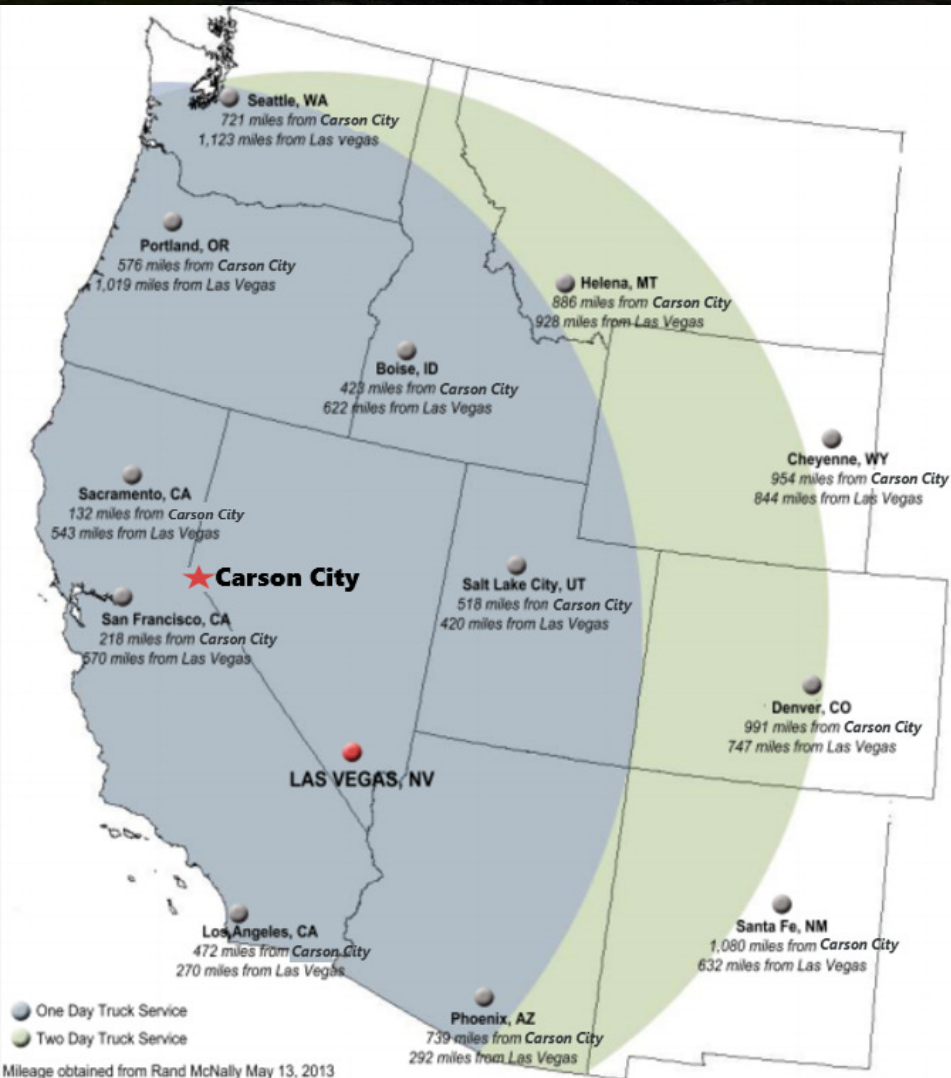 Seattle, WA
721 miles from Carson City
1,123 miles from Las vegas
Portland, OR
576 miles from Carson City
1,019 miles from Las Vegas
Helena, MT
886 miles from Carson City
928 miles from Las Vegas
Boise, ID
423 miles from Carson City
622 miles from Las Vegas
Cheyenne, WY
954 miles from Carson City
844 miles from Las Vegas
Sacramento, CA
132 miles from Carson City
543 miles from Las Vegas
Carson City
Salt Lake City, UT
518 miles fron Carson City
420 miles from Las Vegas
San Francisco, CA
218 miles from Carson City
570 miles from Las Vegas
Denver, CO
991 miles from Carson City
747 miles from Las Vegas
LAS VEGAS, NV
Los Angeles, CA
472 miles from Carson City
270 miles from Las Vegas
Santa Fe, NM
1,080 miles from Carson City
632 miles from Las Vegas
Phoenix, AZ
739 miles from Carson City
292 miles from Las Vegas
One Day Truck Service
Two Day Truck Service
Mileage obtained from Rand McNally May 13, 2013